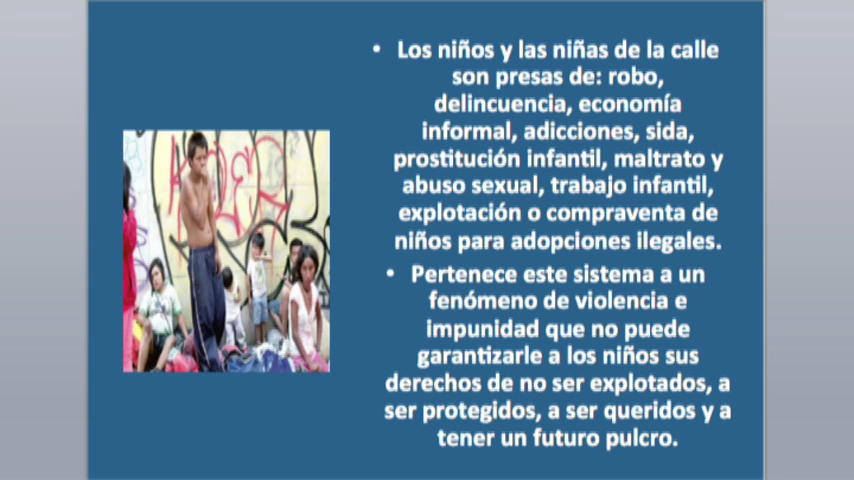 • Los niños y las niñas de la calle
son presas de: robo,
delincuencia, economía
informal, adicciones, sida,
prostitución infantil, maltrato y
abuso sexual, trabajo infantil,
explotación o compraventa de
niños para adopciones ilegales.
• Pertenece este sistema a un
fenómeno de violencia e
impunidad que no puede
garantizarle a los niños sus
derechos de no ser explotados, a
ser protegidos, a ser queridos y a
tener un futuro pulcro.